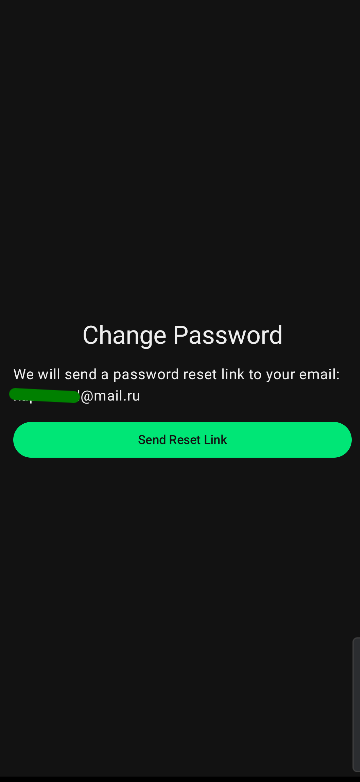 Change Password
We will send a password reset link to your email:
@mail.ru
Send Reset Link